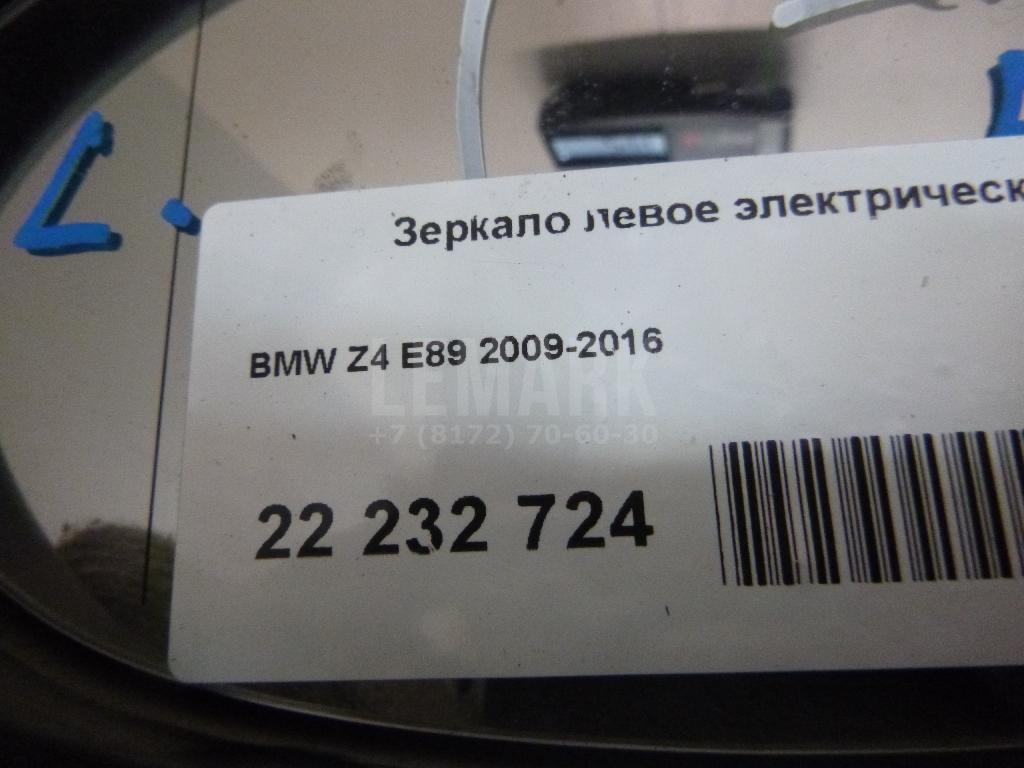 Зеркало левое электрическ
BMW Z4 E89 2009-2016
LEMARK
+7 (8172) 70-60-30
22 232 724